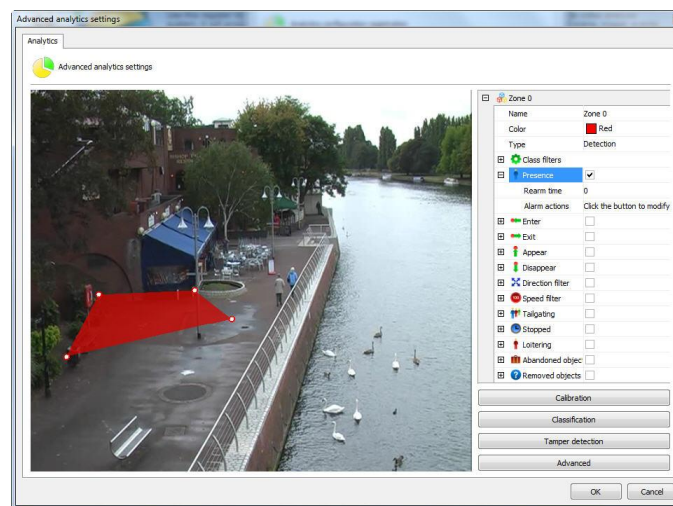 Advanced analytics settings
Analytics
Advanced analytics settings
Zone 0
Name Zone 0
Color Red
Type Detection
Class filters
Presence
Rearm time 0
Alarm actions Click the button to modify
Enter
Exit
Appear
Disappear
Direction filter
Speed filter
Tailgating
Stopped
Loitering
Abandoned objec
Removed objects
Calibration
Classification
Tamper detection
Advanced
OK Cancel